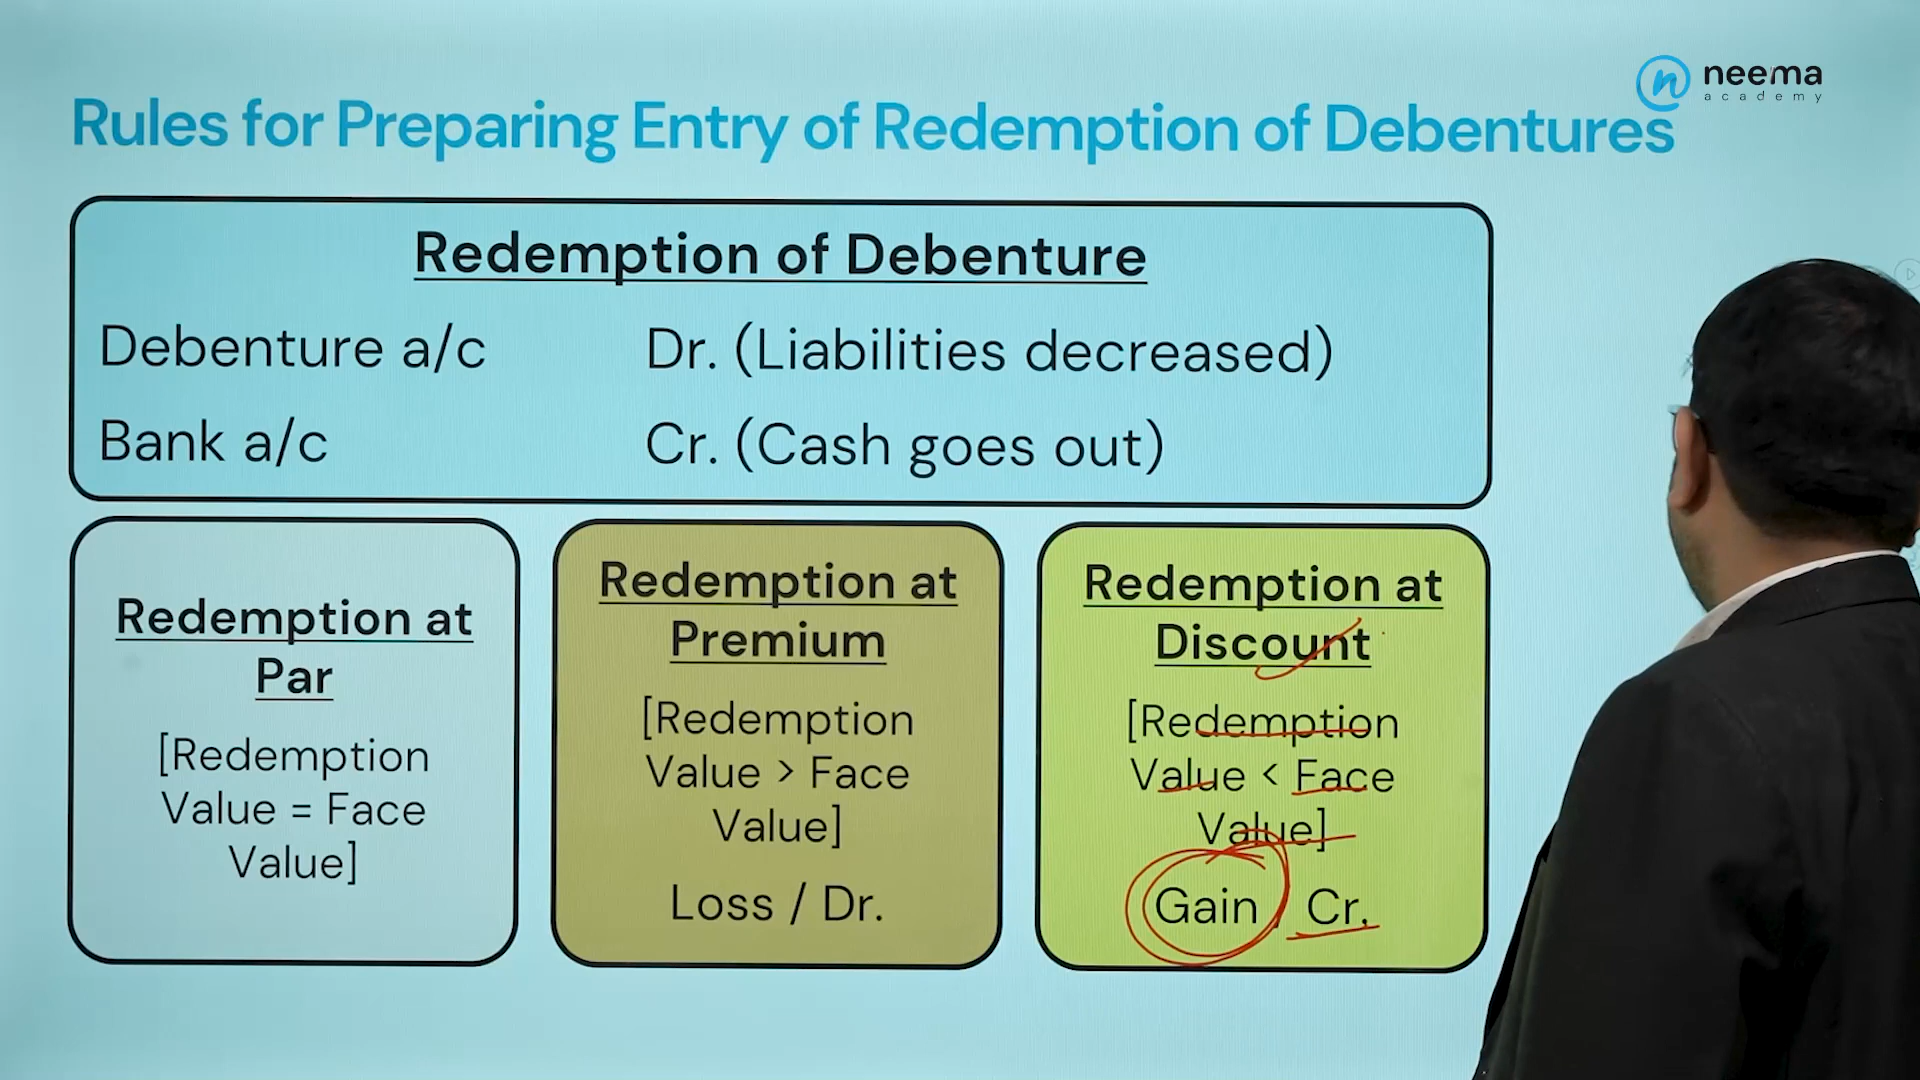 neema
academy
Rules for Preparing Entry of Redemption of Debentures
Redemption of Debenture
Debenture a/c Dr. (Liabilities decreased)
Bank a/c Cr. (Cash goes out)
Redemption at
Par
[Redemption
Value = Face
Value]
Redemption at
Premium
[Redemption
Value > Face
Value]
Loss / Dr.
Redemption at
Discount
[Redemption
Value < Face
Value]
Gain / Cr.